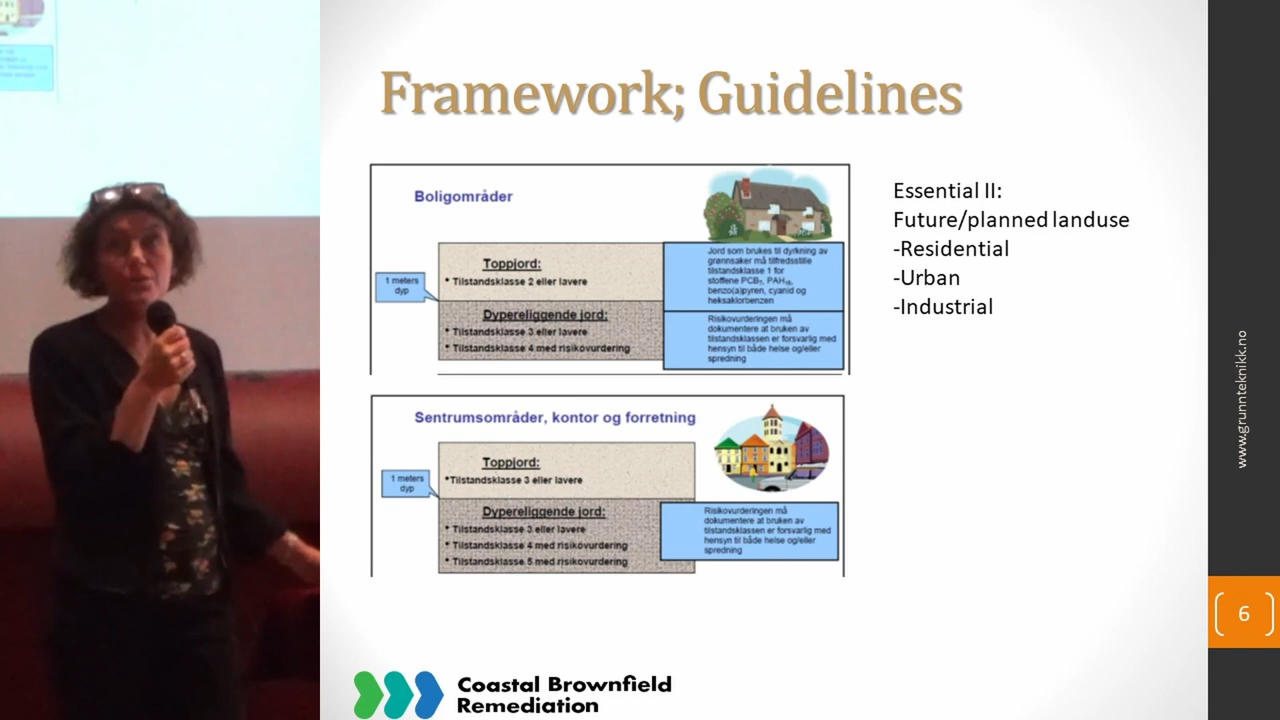 Framework; Guidelines
Boligområder
Toppjord:
• Tilstandsklasse 2 eller lavere
1 meters
dyp
Dypereliggende jord:
• Tilstandsklasse 3 eller lavere
• Tilstandsklasse 4 med risikovurdering
Jord som brukes til dyrkning av
grønnsaker må tilfredsstille
tilstandsklasse 1 for
stoffene PCB₇, PAH₁₆,
benzo(a)pyren, cyanid og
heksaklorbenzen
Risikovurderingen må
dokumentere at bruken av
tilstandsklassen er forsvarlig med
hensyn til både helse og/eller
spredning
Sentrumsområder, kontor og forretning
Toppjord:
•Tilstandsklasse 3 eller lavere
1 meters
dyp
Dypereliggende jord:
• Tilstandsklasse 3 eller lavere
• Tilstandsklasse 4 med risikovurdering
• Tilstandsklasse 5 med risikovurdering
Risikovurderingen må
dokumentere at bruken av
tilstandsklassen er forsvarlig med
hensyn til både helse og/eller
spredning
Essential II:
Future/planned landuse
-Residential
-Urban
-Industrial
www.grunnteknikk.no
6
Coastal Brownfield
Remediation